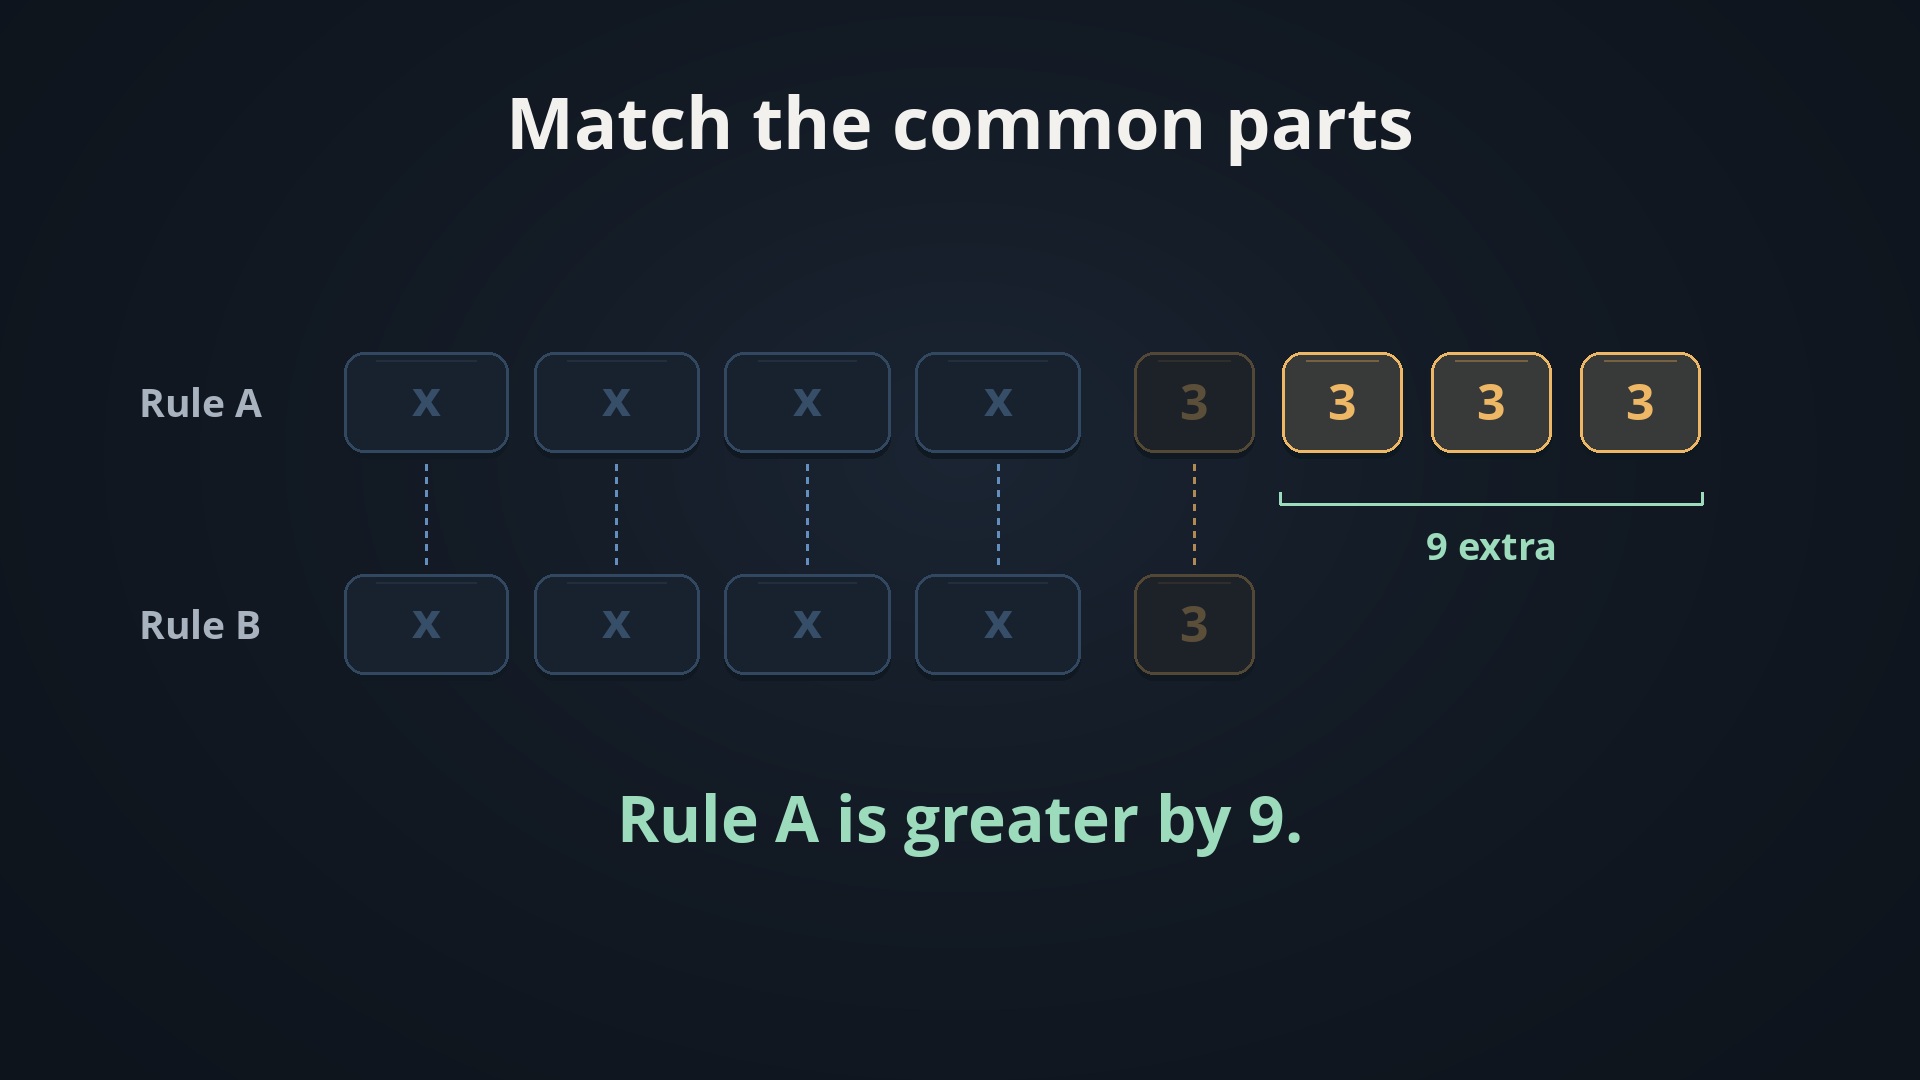 Match the common parts
Rule A x x x x 3 3 3 3
9 extra
Rule B x x x x 3
Rule A is greater by 9.